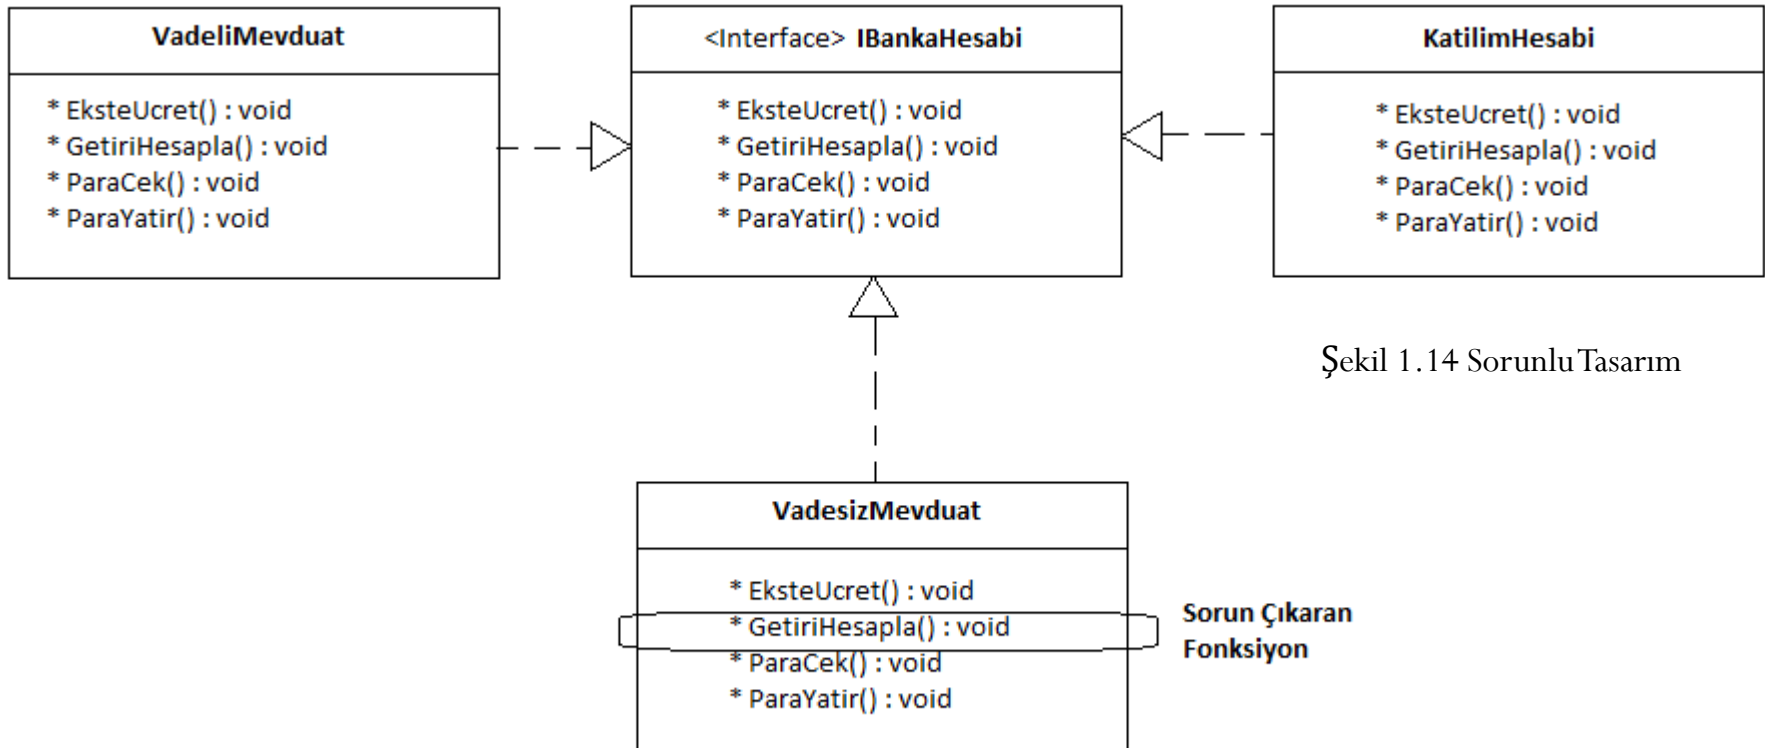 VadeliMevduat
* EksteUcret() : void
* GetiriHesapla() : void
* ParaCek() : void
* ParaYatir() : void
<Interface> IBankaHesabi
* EksteUcret() : void
* GetiriHesapla() : void
* ParaCek() : void
* ParaYatir() : void
KatilimHesabi
* EksteUcret() : void
* GetiriHesapla() : void
* ParaCek() : void
* ParaYatir() : void
Şekil 1.14 Sorunlu Tasarım
VadesizMevduat
* EksteUcret() : void
* GetiriHesapla() : void
* ParaCek() : void
* ParaYatir() : void
Sorun Çıkaran
Fonksiyon